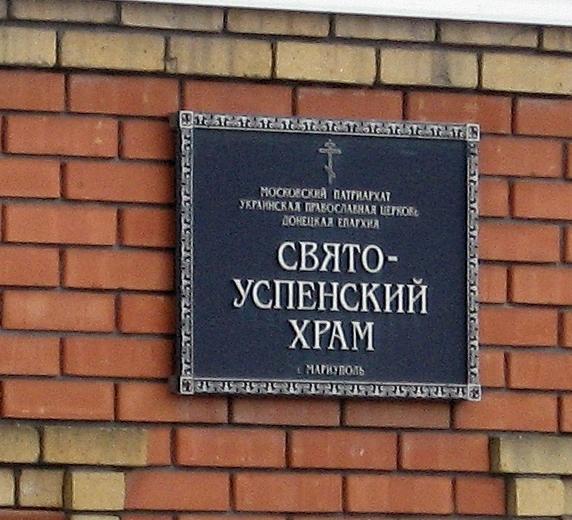 МОСКОВСКИЙ ПАТРИАРХАТ
УКРАИНСКАЯ ПРАВОСЛАВНАЯ ЦЕРКОВЬ
ДОНЕЦКАЯ ЕПАРХИЯ
СВЯТО-
УСПЕНСКИЙ
ХРАМ
г. МАРИУПОЛЬ